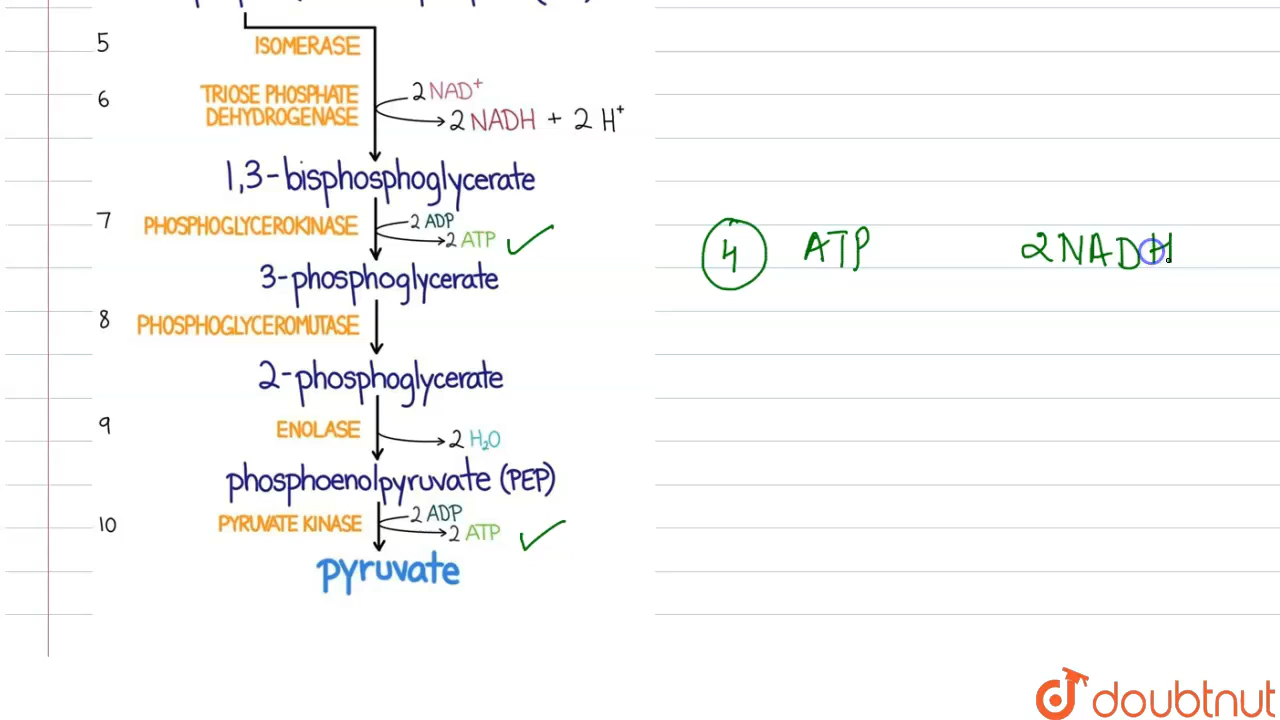 5
ISOMERASE
6
TRIOSE PHOSPHATE
DEHYDROGENASE
2 NAD+
2 NADH + 2 H+
1,3-bisphosphoglycerate
7
PHOSPHOGLYCEROKINASE
2 ADP
2 ATP
3-phosphoglycerate
8
PHOSPHOGLYCEROMUTASE
2-phosphoglycerate
9
ENOLASE
2 H₂O
phosphoenolpyruvate (PEP)
10
PYRUVATE KINASE
2 ADP
2 ATP
pyruvate
4 ATP 2NADH
doubtnut